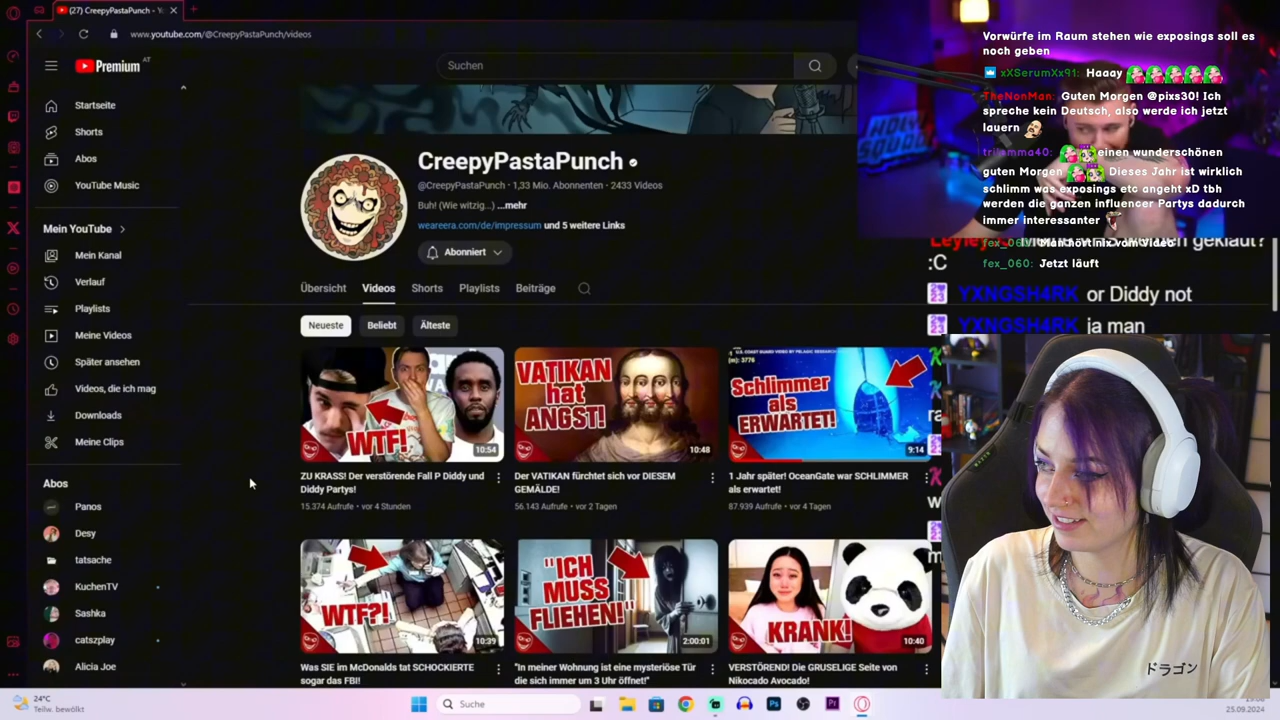 (27) CreepyPastaPunch - Y
www.youtube.com/@CreepyPastaPunch/videos
Premium AT
Suchen
Startseite
Shorts
Abos
YouTube Music
Mein YouTube
Mein Kanal
Verlauf
Playlists
Meine Videos
Später ansehen
Videos, die ich mag
Downloads
Meine Clips
Abos
Panos
Desy
tatsache
KuchenTV
Sashka
catszplay
Alicia Joe
CreepyPastaPunch
@CreepyPastaPunch · 1,33 Mio. Abonnenten · 2433 Videos
Buh! (Wie witzig...) ...mehr
weareera.com/de/impressum und 5 weitere Links
Abonniert
Übersicht Videos Shorts Playlists Beiträge
Neueste Beliebt Älteste
WTF!
10:54
ZU KRASS! Der verstörende Fall P Diddy und
Diddy Partys!
15.374 Aufrufe · vor 4 Stunden
VATIKAN
hat
ANGST!
10:48
Der VATIKAN fürchtet sich vor DIESEM
GEMÄLDE!
56.143 Aufrufe · vor 2 Tagen
U.S. COAST GUARD VIDEO BY PELAGIC RESEARCH
3776
Schlimmer
als
ERWARTET!
9:14
1 Jahr später! OceanGate war SCHLIMMER
als erwartet!
87.939 Aufrufe · vor 4 Tagen
WTF?!
10:39
Was SIE im McDonalds tat SCHOCKIERTE
sogar das FBI!
"ICH
MUSS
FLIEHEN!"
2:00:01
"In meiner Wohnung ist eine mysteriöse Tür
die sich immer um 3 Uhr öffnet!"
KRANK!
10:40
VERSTÖREND! Die GRUSELIGE Seite von
Nikocado Avocado!
Vorwürfe im Raum stehen wie exposings soll es
noch geben
xXSerumXx91: Haaay
TheNonMan: Guten Morgen @pixs30! Ich
spreche kein Deutsch, also werde ich jetzt
lauern
einen wunderschönen
guten Morgen Dieses Jahr ist wirklich
schlimm was exposings etc angeht xD tbh
werden die ganzen influencer Partys dadurch
immer interessanter
geklaut?
:C
fex_060: Jetzt läuft
YXNGSH4RK or Diddy not
YXNGSH4RK ja man
HOLY
SQUAD
ドラゴン
24°C
Teilw. bewölkt
Suche
25.09.2024